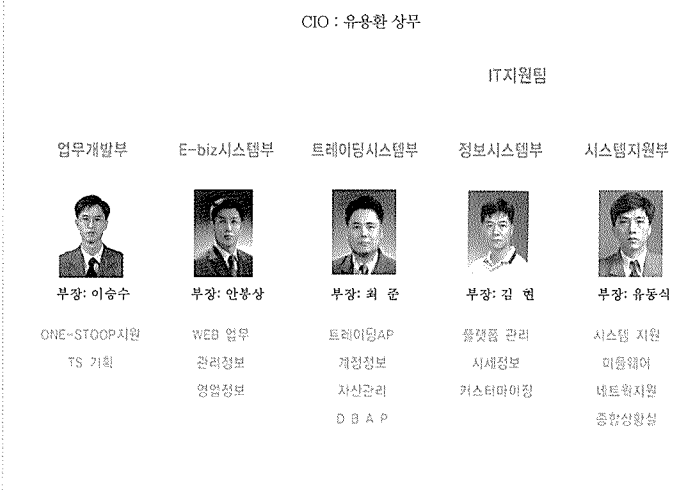 CIO : 유용환 상무
IT지원팀
업무개발부 E-biz시스템부 트레이딩시스템부 정보시스템부 시스템지원부
부장: 이승수 부장: 안봉상 부장: 최 준 부장: 김 현 부장: 유동식
ONE-STOOP지원 WEB 업무 트레이딩AP 플랫폼 관리 시스템 지원
TS 기획 관리정보 계정정보 시세정보 미들웨어
영업정보 자산관리 커스터마이징 네트웍지원
D B A P 종합상황실